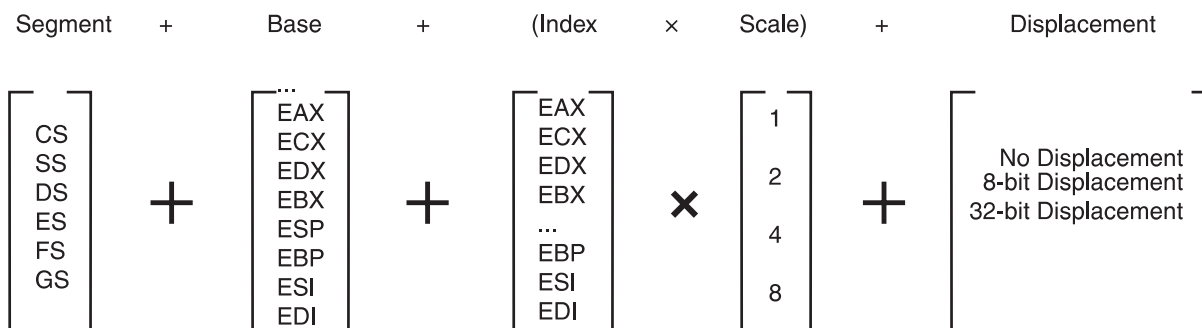 Segment + Base + (Index × Scale) + Displacement
CS
SS
DS
ES
FS
GS
+
...
EAX
ECX
EDX
EBX
ESP
EBP
ESI
EDI
+
EAX
ECX
EDX
EBX
...
EBP
ESI
EDI
×
1
2
4
8
+
No Displacement
8-bit Displacement
32-bit Displacement